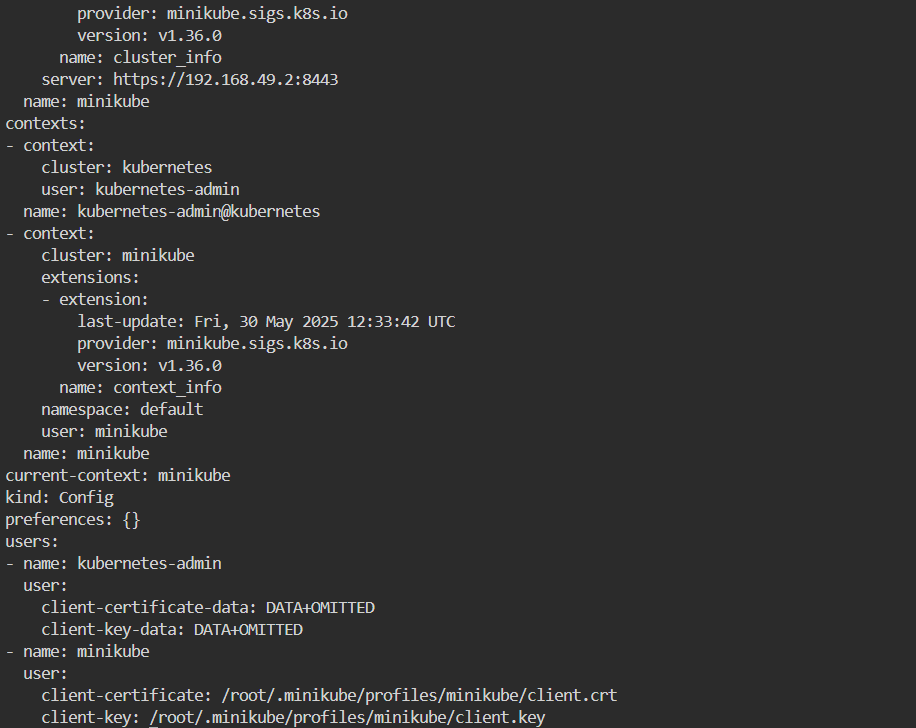 provider: minikube.sigs.k8s.io
version: v1.36.0
name: cluster_info
server: https://192.168.49.2:8443
name: minikube
contexts:
- context:
cluster: kubernetes
user: kubernetes-admin
name: kubernetes-admin@kubernetes
- context:
cluster: minikube
extensions:
- extension:
last-update: Fri, 30 May 2025 12:33:42 UTC
provider: minikube.sigs.k8s.io
version: v1.36.0
name: context_info
namespace: default
user: minikube
name: minikube
current-context: minikube
kind: Config
preferences: {}
users:
- name: kubernetes-admin
user:
client-certificate-data: DATA+OMITTED
client-key-data: DATA+OMITTED
- name: minikube
user:
client-certificate: /root/.minikube/profiles/minikube/client.crt
client-key: /root/.minikube/profiles/minikube/client.key